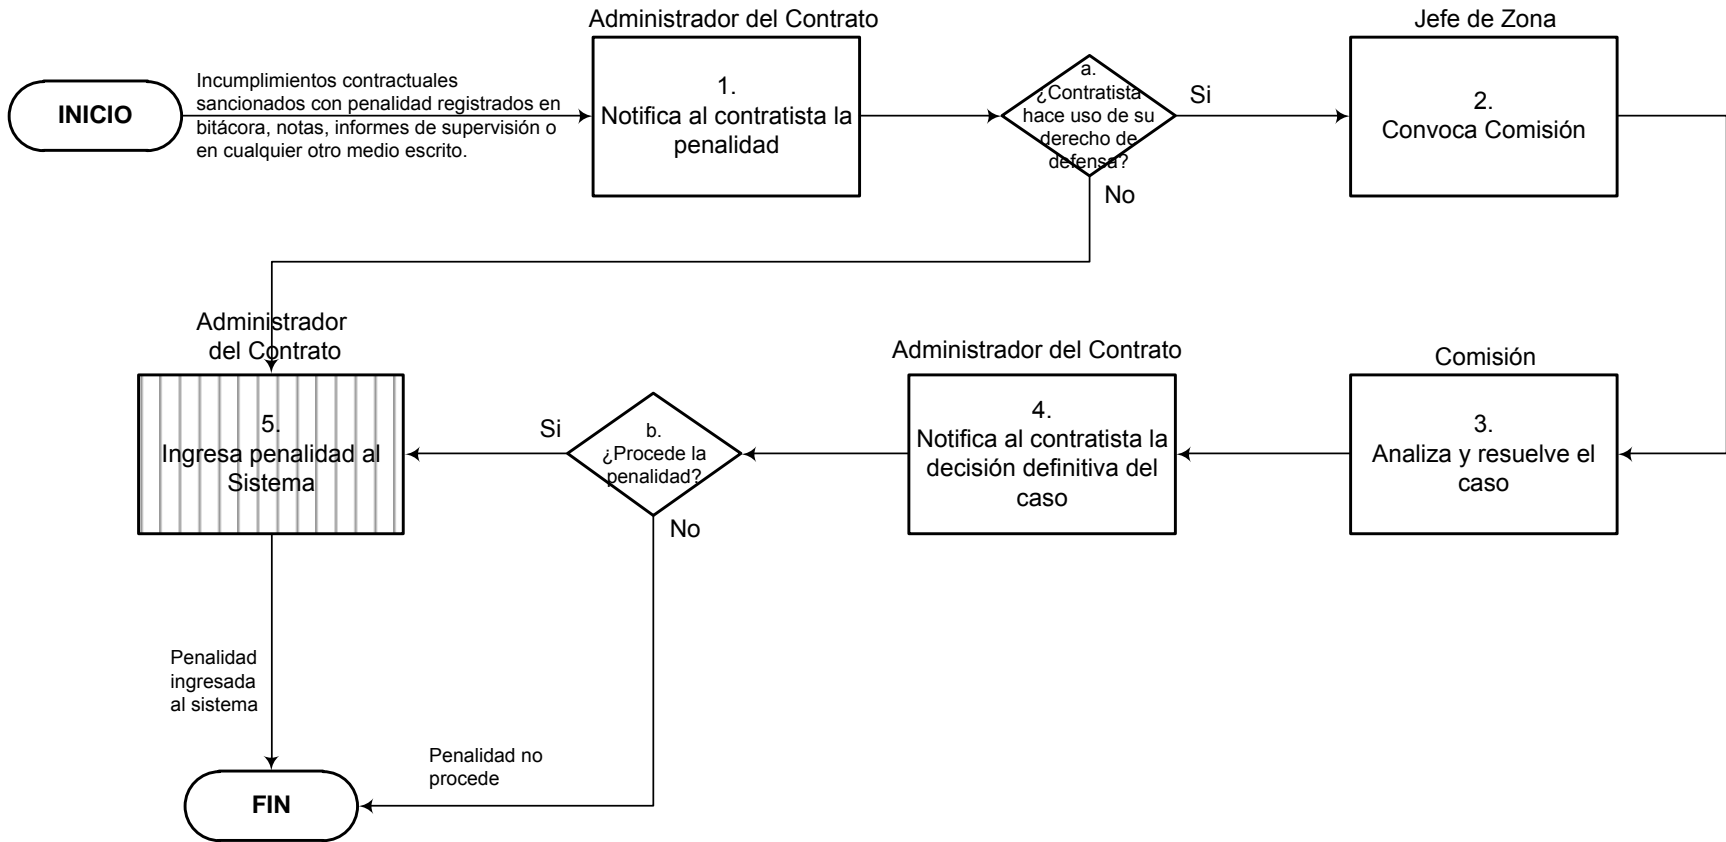 Administrador del Contrato
Jefe de Zona
INICIO
Incumplimientos contractuales
sancionados con penalidad registrados en
bitácora, notas, informes de supervisión o
en cualquier otro medio escrito.
1.
Notifica al contratista la
penalidad
a.
¿Contratista
hace uso de su
derecho de
defensa?
Si
No
2.
Convoca Comisión
Administrador
del Contrato
Administrador del Contrato
Comisión
5.
Ingresa penalidad al
Sistema
Si
b.
¿Procede la
penalidad?
No
4.
Notifica al contratista la
decisión definitiva del
caso
3.
Analiza y resuelve el
caso
Penalidad
ingresada
al sistema
Penalidad no
procede
FIN